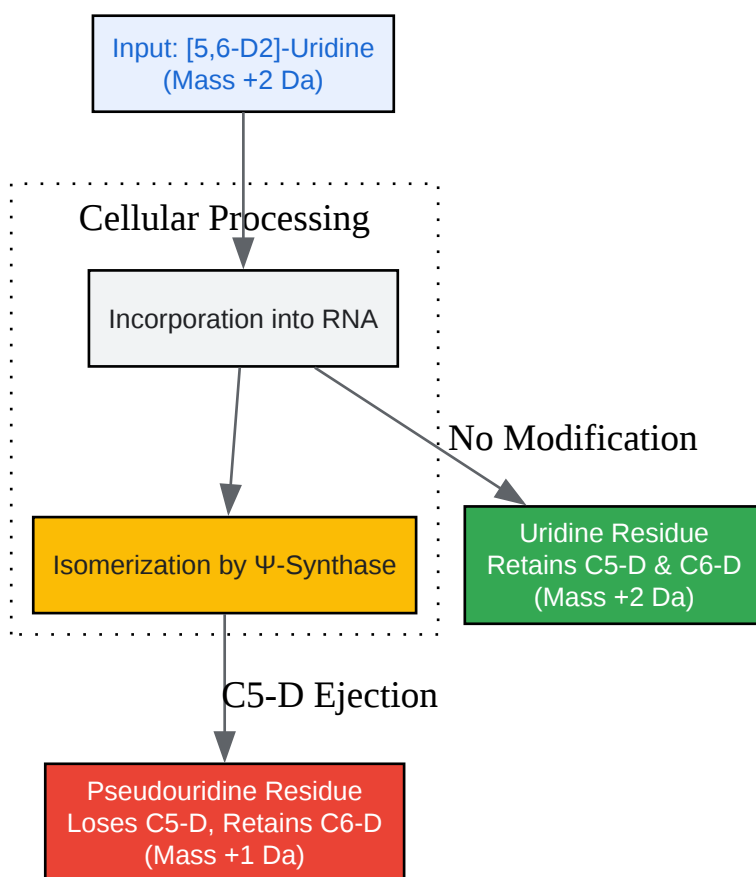 Input: [5,6-D2]-Uridine
(Mass +2 Da)
Cellular Processing
Incorporation into RNA
No Modification
Isomerization by Ψ-Synthase
Uridine Residue
Retains C5-D & C6-D
(Mass +2 Da)
C5-D Ejection
Pseudouridine Residue
Loses C5-D, Retains C6-D
(Mass +1 Da)